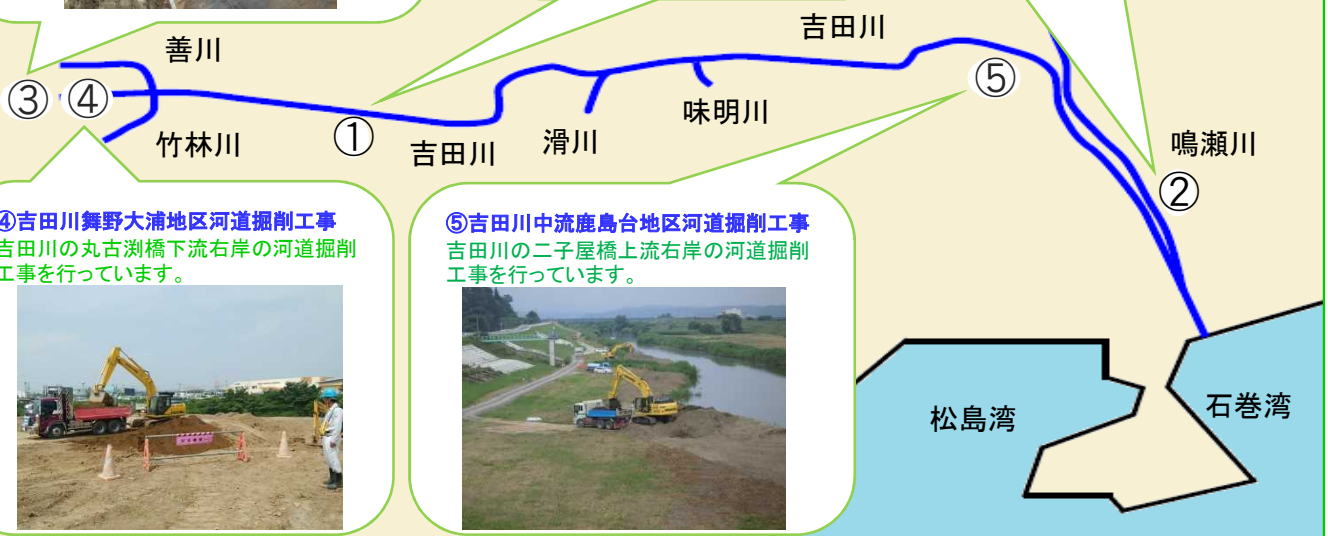 吉田川
善川
③
④
⑤
味明川
竹林川
①
吉田川
滑川
鳴瀬川
②
④吉田川舞野大浦地区河道掘削工事
吉田川の丸古渕橋下流右岸の河道掘削
工事を行っています。
⑤吉田川中流鹿島台地区河道掘削工事
吉田川の二子屋橋上流右岸の河道掘削
工事を行っています。
松島湾
石巻湾